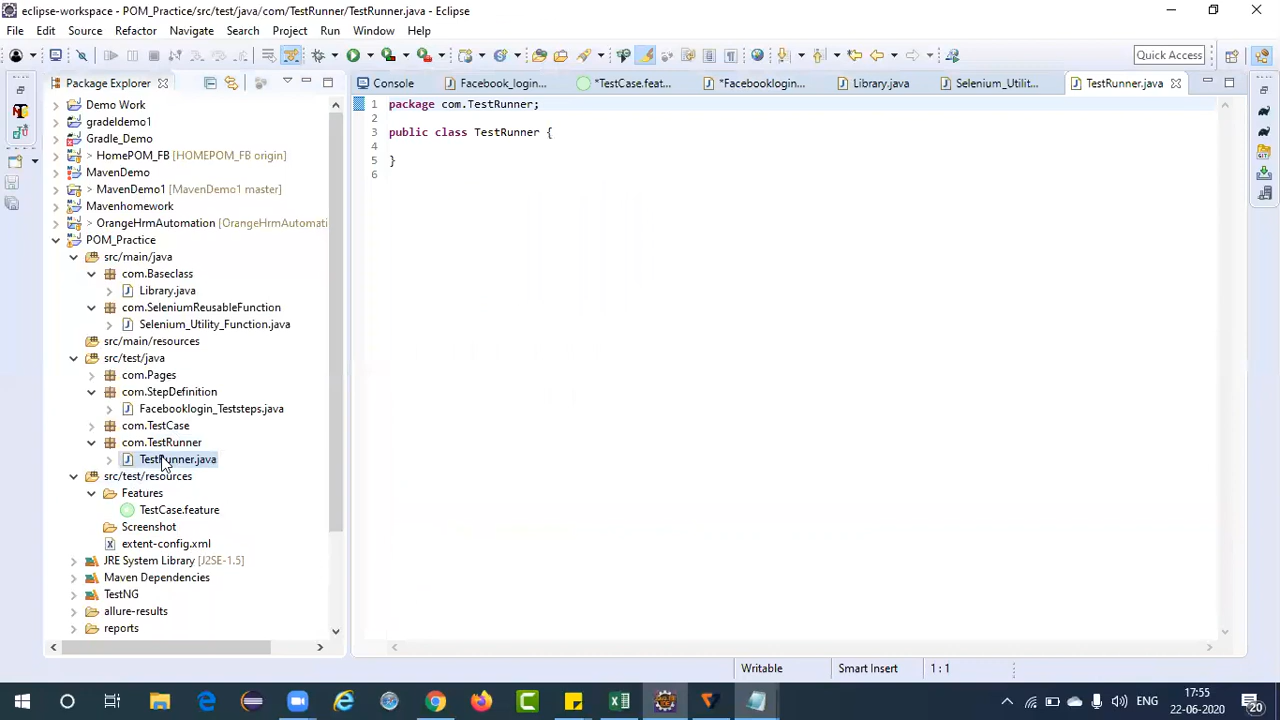 eclipse-workspace - POM_Practice/src/test/java/com/TestRunner/TestRunner.java - Eclipse
File Edit Source Refactor Navigate Search Project Run Window Help
Quick Access
Package Explorer
Console Facebook_login... *TestCase.feat... *Facebooklogin... Library.java Selenium_Utilit... TestRunner.java
Demo Work
gradeldemo1
Gradle_Demo
> HomePOM_FB [HOMEPOM_FB origin]
MavenDemo
> MavenDemo1 [MavenDemo1 master]
Mavenhomework
> OrangeHrmAutomation [OrangeHrmAutomati
POM_Practice
src/main/java
com.Baseclass
Library.java
com.SeleniumReusableFunction
Selenium_Utility_Function.java
src/main/resources
src/test/java
com.Pages
com.StepDefinition
Facebooklogin_Teststeps.java
com.TestCase
com.TestRunner
TestRunner.java
src/test/resources
Features
TestCase.feature
Screenshot
extent-config.xml
JRE System Library [J2SE-1.5]
Maven Dependencies
TestNG
allure-results
reports
1 package com.TestRunner;
2
3 public class TestRunner {
4
5 }
6
Writable Smart Insert 1 : 1
ENG
17:55
22-06-2020
20